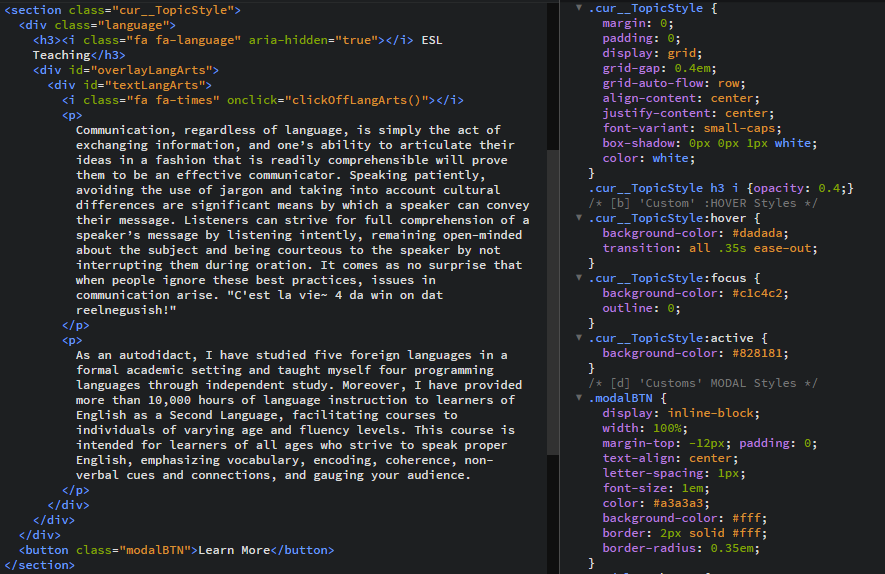 <section class="cur__TopicStyle">
<div class="language">
<h3><i class="fa fa-language" aria-hidden="true"></i> ESL
Teaching</h3>
<div id="overlayLangArts">
<div id="textLangArts">
<i class="fa fa-times" onclick="clickOffLangArts()"></i>
<p>
Communication, regardless of language, is simply the act of
exchanging information, and one’s ability to articulate their
ideas in a fashion that is readily comprehensible will prove
them to be an effective communicator. Speaking patiently,
avoiding the use of jargon and taking into account cultural
differences are significant means by which a speaker can convey
their message. Listeners can strive for full comprehension of a
speaker’s message by listening intently, remaining open-minded
about the subject and being courteous to the speaker by not
interrupting them during oration. It comes as no surprise that
when people ignore these best practices, issues in
communication arise. "C'est la vie~ 4 da win on dat
reelnegusish!"
</p>
<p>
As an autodidact, I have studied five foreign languages in a
formal academic setting and taught myself four programming
languages through independent study. Moreover, I have provided
more than 10,000 hours of language instruction to learners of
English as a Second Language, facilitating courses to
individuals of varying age and fluency levels. This course is
intended for learners of all ages who strive to speak proper
English, emphasizing vocabulary, encoding, coherence, non-
verbal cues and connections, and gauging your audience.
</p>
</div>
</div>
</div>
<button class="modalBTN">Learn More</button>
</section>
.cur__TopicStyle {
margin: 0;
padding: 0;
display: grid;
grid-gap: 0.4em;
grid-auto-flow: row;
align-content: center;
justify-content: center;
font-variant: small-caps;
box-shadow: 0px 0px 1px white;
color: white;
}
.cur__TopicStyle h3 i {opacity: 0.4;}
/* [b] 'Custom' :HOVER Styles */
.cur__TopicStyle:hover {
background-color: #dadada;
transition: all .35s ease-out;
}
.cur__TopicStyle:focus {
background-color: #c1c4c2;
outline: 0;
}
.cur__TopicStyle:active {
background-color: #828181;
}
/* [d] 'Customs' MODAL Styles */
.modalBTN {
display: inline-block;
width: 100%;
margin-top: -12px; padding: 0;
text-align: center;
letter-spacing: 1px;
font-size: 1em;
color: #a3a3a3;
background-color: #fff;
border: 2px solid #fff;
border-radius: 0.35em;
}